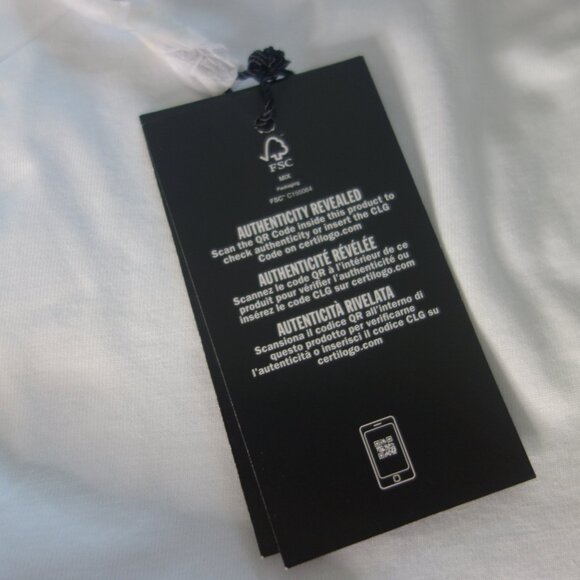 FSC
MIX
Packaging
FSC™ C155084
AUTHENTICITY REVEALED
Scan the QR Code inside this product to
check authenticity or insert the CLG
Code on certilogo.com
AUTHENTICITÉ RÉVÉLÉE
Scannez le code QR à l'intérieur de ce
produit pour vérifier l'authenticité ou
insérez le code CLG sur certilogo.com
AUTENTICITÀ RIVELATA
Scansiona il codice QR all'interno di
questo prodotto per verificarne
l'autenticità o inserisci il codice CLG su
certilogo.com